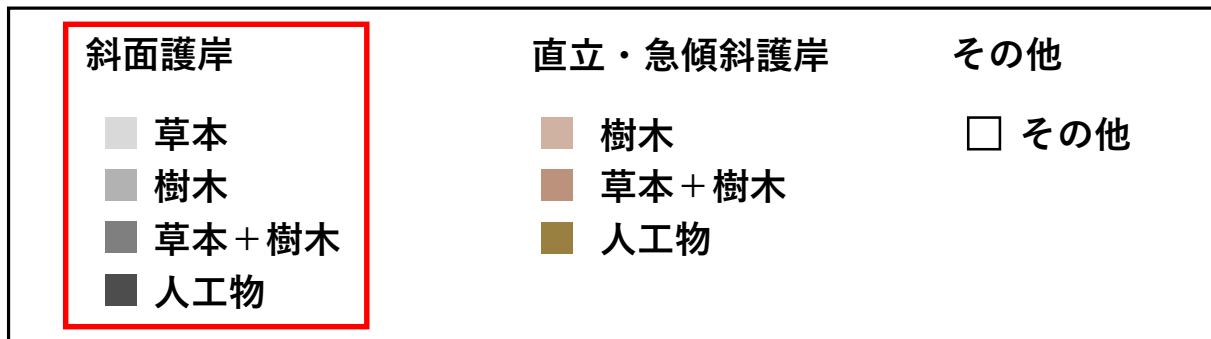 斜面護岸
草本
樹木
草本＋樹木
人工物
直立・急傾斜護岸
樹木
草本＋樹木
人工物
その他
その他